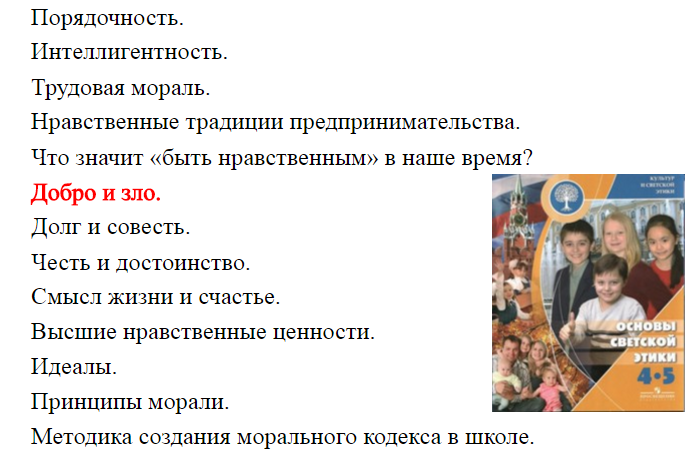 Порядочность.
Интеллигентность.
Трудовая мораль.
Нравственные традиции предпринимательства.
Что значит «быть нравственным» в наше время?
Добро и зло.
Долг и совесть.
Честь и достоинство.
Смысл жизни и счастье.
Высшие нравственные ценности.
Идеалы.
Принципы морали.
Методика создания морального кодекса в школе.
КУЛЬТУР
И СВЕТСКОЙ
ЭТИКИ
ОСНОВЫ
СВЕТСКОЙ
ЭТИКИ
4•5